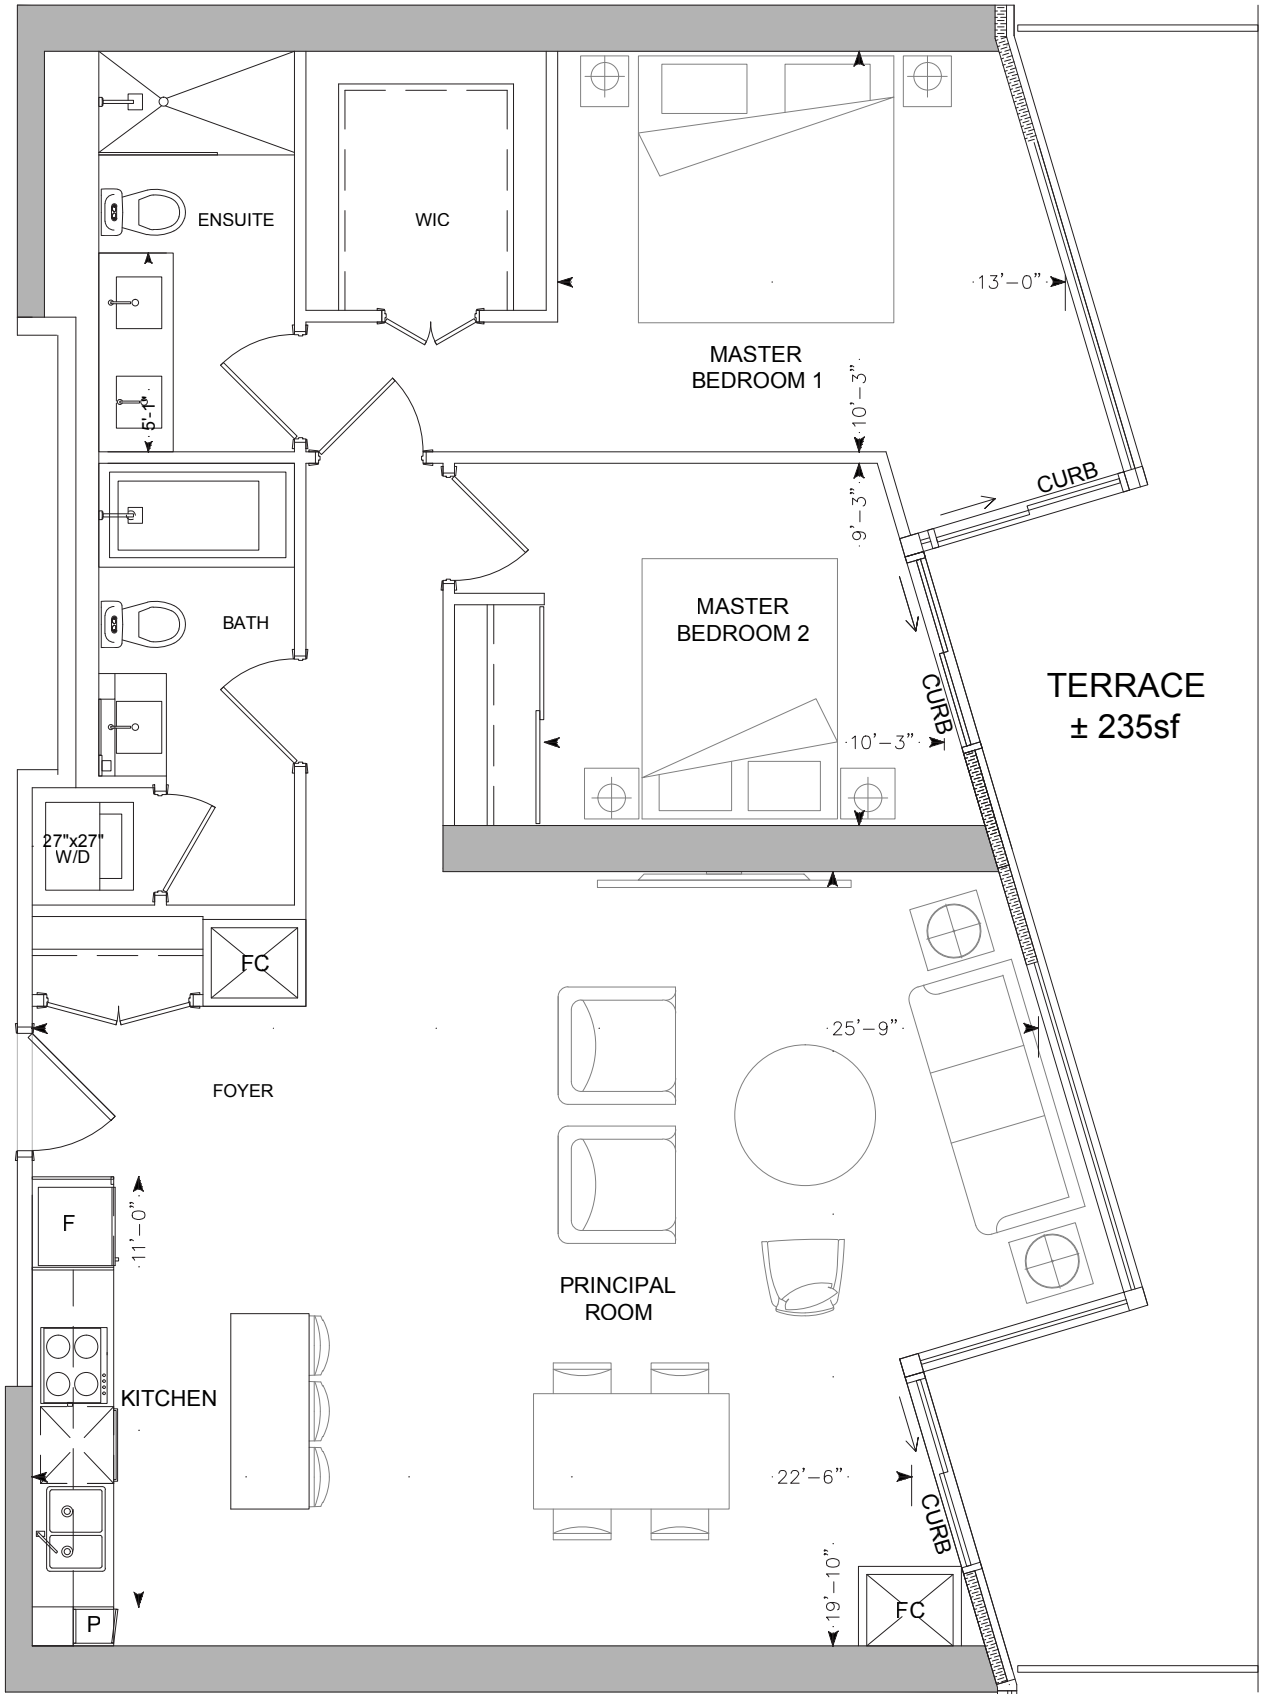 ENSUITE
WIC
13'-0"
MASTER
BEDROOM 1
10'-3"
5'-1"
CURB
9'-3"
MASTER
BEDROOM 2
BATH
CURB
TERRACE
± 235sf
10'-3"
27"x27"
W/D
FC
25'-9"
FOYER
F
11'-0"
PRINCIPAL
ROOM
KITCHEN
22'-6"
CURB
19'-10"
FC
P